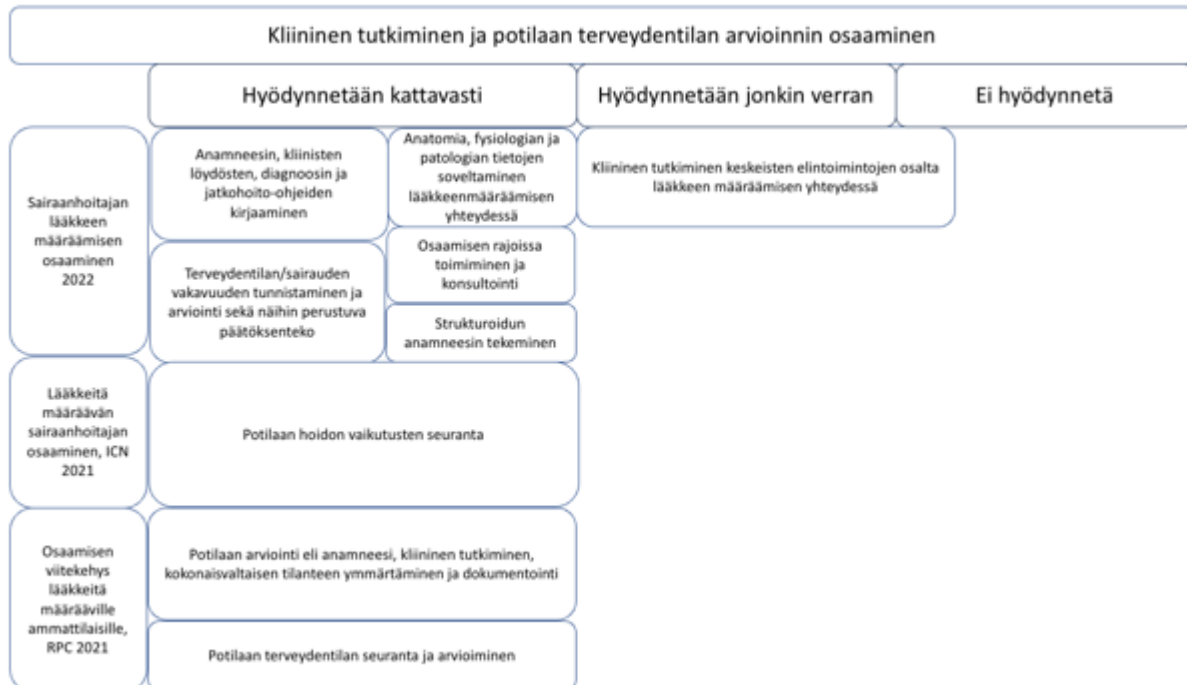 Kliininen tutkiminen ja potilaan terveydentilan arvioinnin osaaminen
Hyödynnetään kattavasti
Hyödynnetään jonkin verran
Ei hyödynnetä
Sairaanhoitajan
lääkkeen
määräämisen
osaaminen
2022
Anamneesin, kliinisten
löydösten, diagnoosin ja
jatkohoito-ohjeiden
kirjaaminen
Anatomia, fysiologian ja
patologian tietojen
soveltaminen
lääkkeenmääräämisen
yhteydessä
Kliininen tutkiminen keskeisten elintoimintojen osalta
lääkkeen määräämisen yhteydessä
Terveydentilan/sairauden
vakavuuden tunnistaminen ja
arviointi sekä näihin perustuva
päätöksenteko
Osaamisen rajoissa
toimiminen ja
konsultointi
Strukturoidun
anamneesin tekeminen
Lääkkeitä
määräävän
sairaanhoitajan
osaaminen, ICN
2021
Potilaan hoidon vaikutusten seuranta
Osaamisen
viitekehys
lääkkeitä
määrääville
ammattilaisille,
RPC 2021
Potilaan arviointi eli anamneesi, kliininen tutkiminen,
kokonaisvaltaisen tilanteen ymmärtäminen ja dokumentointi
Potilaan terveydentilan seuranta ja arvioiminen